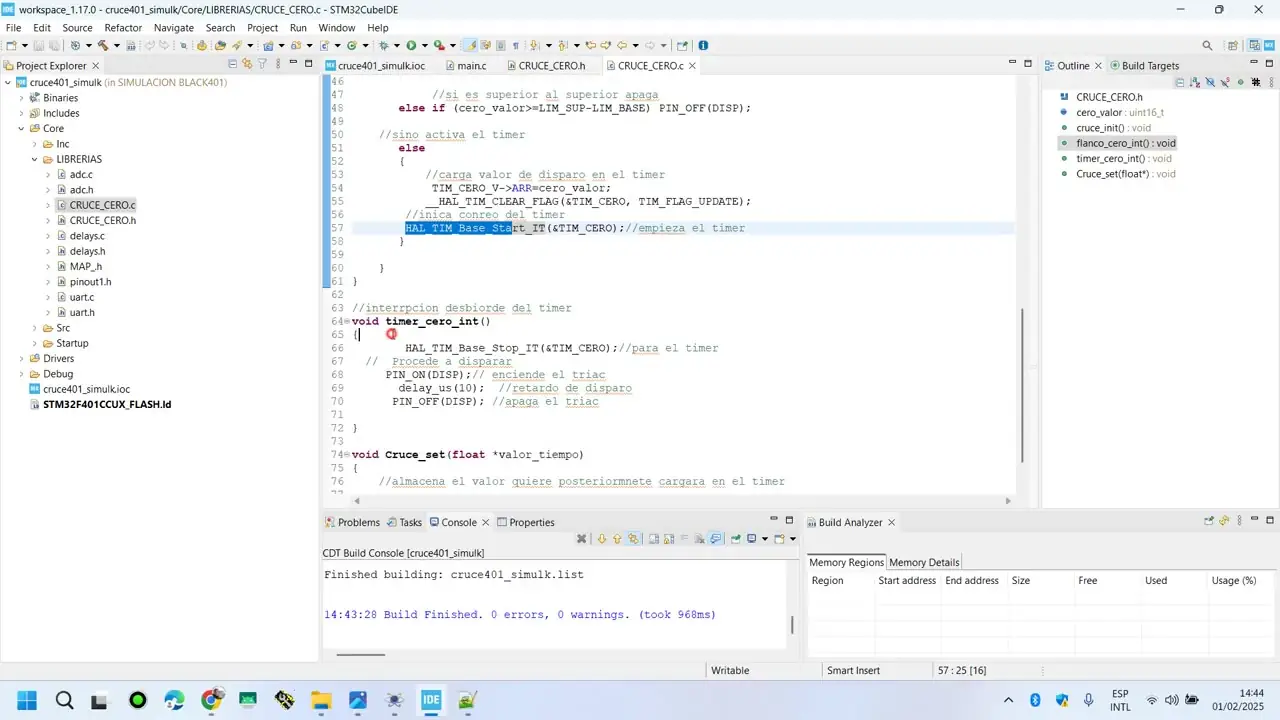 workspace_1.17.0 - cruce401_simulk/Core/LIBRERIAS/CRUCE_CERO.c - STM32CubeIDE
File Edit Source Refactor Navigate Search Project Run Window Help
Project Explorer
cruce401_simulk (in SIMULACION BLACK401)
Binaries
Includes
Core
Inc
LIBRERIAS
adc.c
adc.h
CRUCE_CERO.c
CRUCE_CERO.h
delays.c
delays.h
MAP_.h
pinout1.h
uart.c
uart.h
Src
Startup
Drivers
Debug
cruce401_simulk.ioc
STM32F401CCUX_FLASH.ld
cruce401_simulk.ioc main.c CRUCE_CERO.h CRUCE_CERO.c
46
47 //si es superior al superior apaga
48 else if (cero_valor>=LIM_SUP-LIM_BASE) PIN_OFF(DISP);
49
50 //sino activa el timer
51 else
52 {
53 //carga valor de disparo en el timer
54 TIM_CERO_V->ARR=cero_valor;
55 __HAL_TIM_CLEAR_FLAG(&TIM_CERO, TIM_FLAG_UPDATE);
56 //inica conreo del timer
57 HAL_TIM_Base_Start_IT(&TIM_CERO);//empieza el timer
58 }
59
60 }
61 }
62
63 //interrpcion desbiorde del timer
64 void timer_cero_int()
65 {
66 HAL_TIM_Base_Stop_IT(&TIM_CERO);//para el timer
67 // Procede a disparar
68 PIN_ON(DISP);// enciende el triac
69 delay_us(10); //retardo de disparo
70 PIN_OFF(DISP); //apaga el triac
71
72 }
73
74 void Cruce_set(float *valor_tiempo)
75 {
76 //almacena el valor quiere posteriormnete cargara en el timer
77
Outline Build Targets
CRUCE_CERO.h
cero_valor : uint16_t
cruce_init() : void
flanco_cero_int() : void
timer_cero_int() : void
Cruce_set(float*) : void
Problems Tasks Console Properties
CDT Build Console [cruce401_simulk]
Finished building: cruce401_simulk.list
14:43:28 Build Finished. 0 errors, 0 warnings. (took 968ms)
Build Analyzer
Memory Regions Memory Details
Region Start address End address Size Free Used Usage (%)
Writable Smart Insert 57 : 25 [16]
IDE
ESP
INTL
14:44
01/02/2025